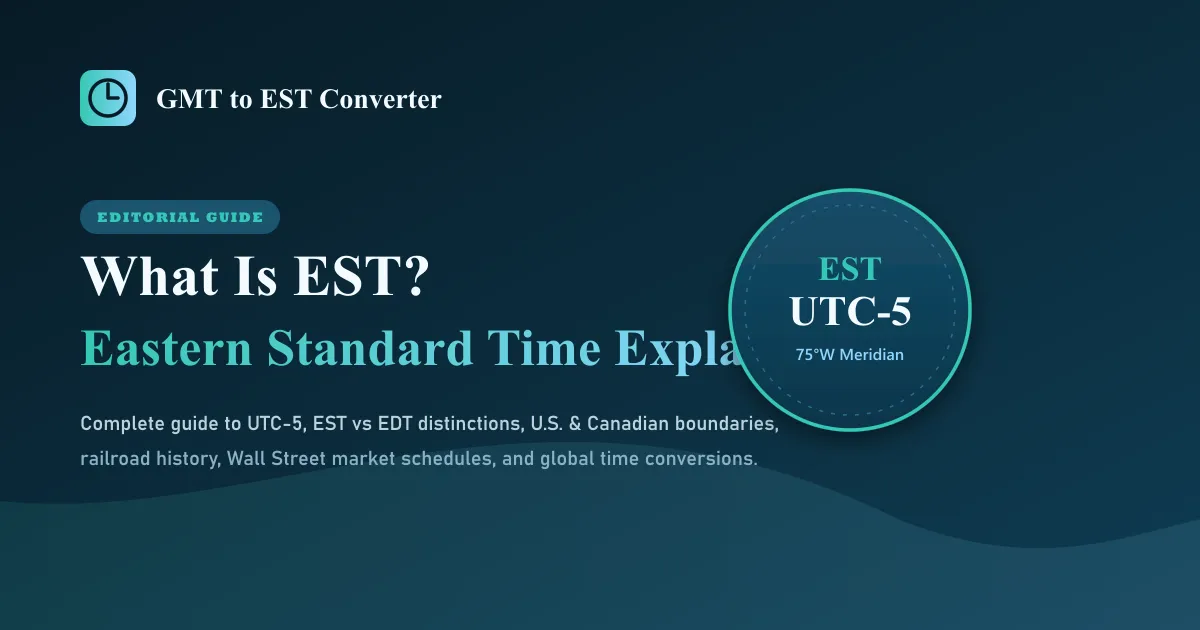 GMT to EST Converter
EDITORIAL GUIDE
What Is EST?
Eastern Standard Time
EST
UTC-5
75°W Meridian
Complete guide to UTC-5, EST vs EDT distinctions, U.S. & Canadian boundaries,
railroad history, Wall Street market schedules, and global time conversions.